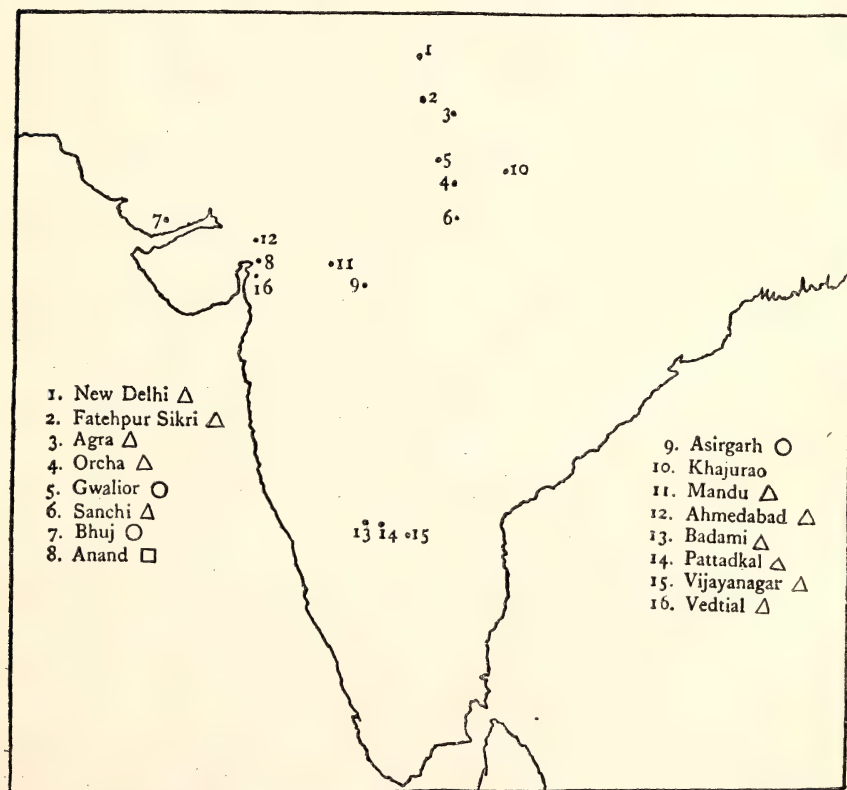 1
2
3
5
10
4
6
7
12
8
11
16
9
1. New Delhi △
2. Fatehpur Sikri △
3. Agra △
4. Orcha △
5. Gwalior ○
6. Sanchi △
7. Bhuj ○
8. Anand □
9. Asirgarh ○
10. Khajurao
11. Mandu △
12. Ahmedabad △
13. Badami △
14. Pattadkal △
15. Vijayanagar △
16. Vedtial △
13 14 15